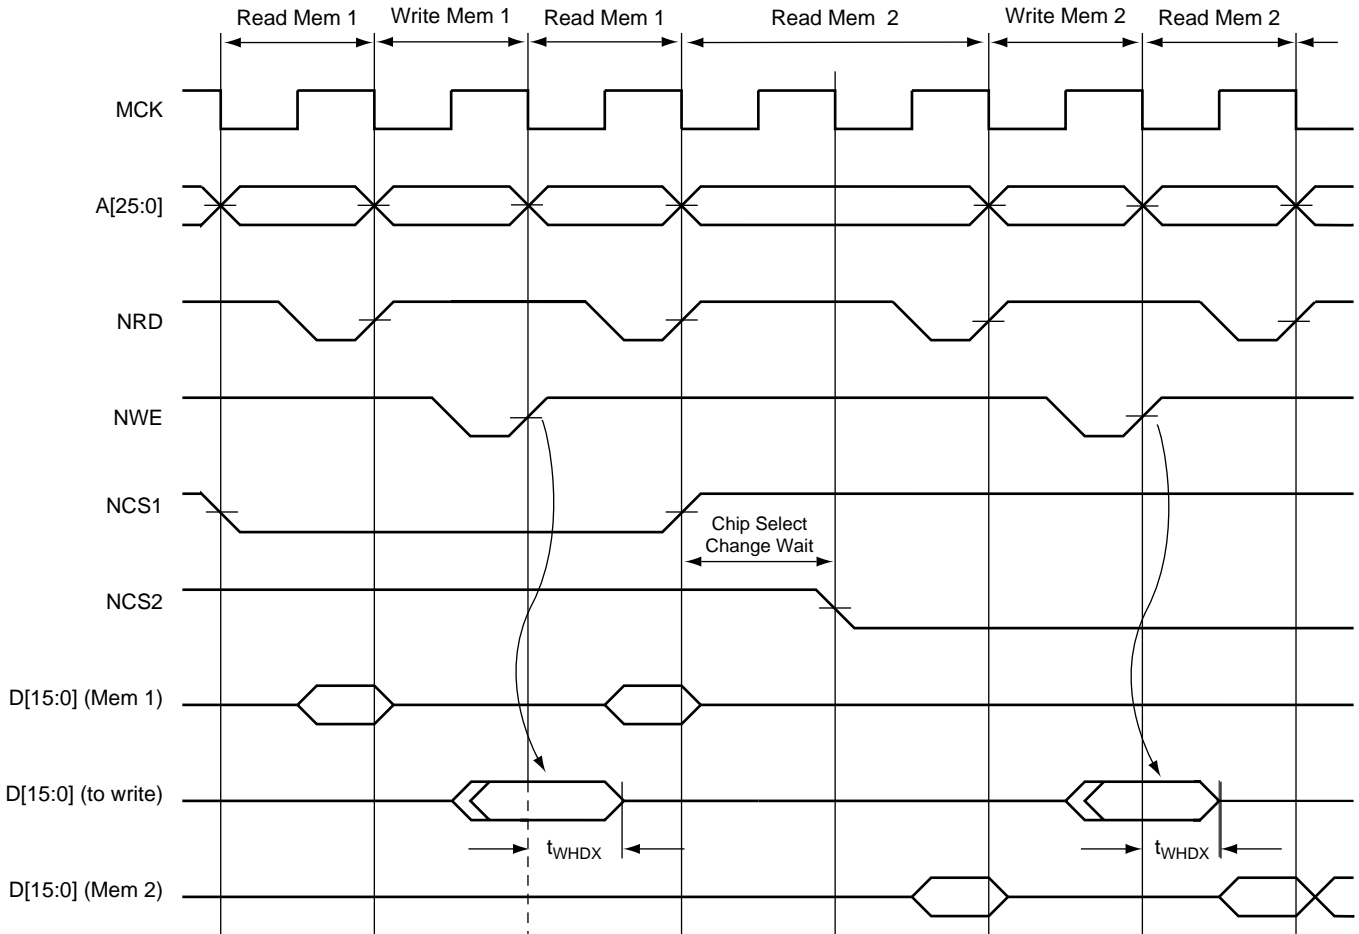 Read Mem 1 Write Mem 1 Read Mem 1 Read Mem 2 Write Mem 2 Read Mem 2
MCK
A[25:0]
NRD
NWE
NCS1
Chip Select
Change Wait
NCS2
D[15:0] (Mem 1)
D[15:0] (to write)
tWHDX tWHDX
D[15:0] (Mem 2)